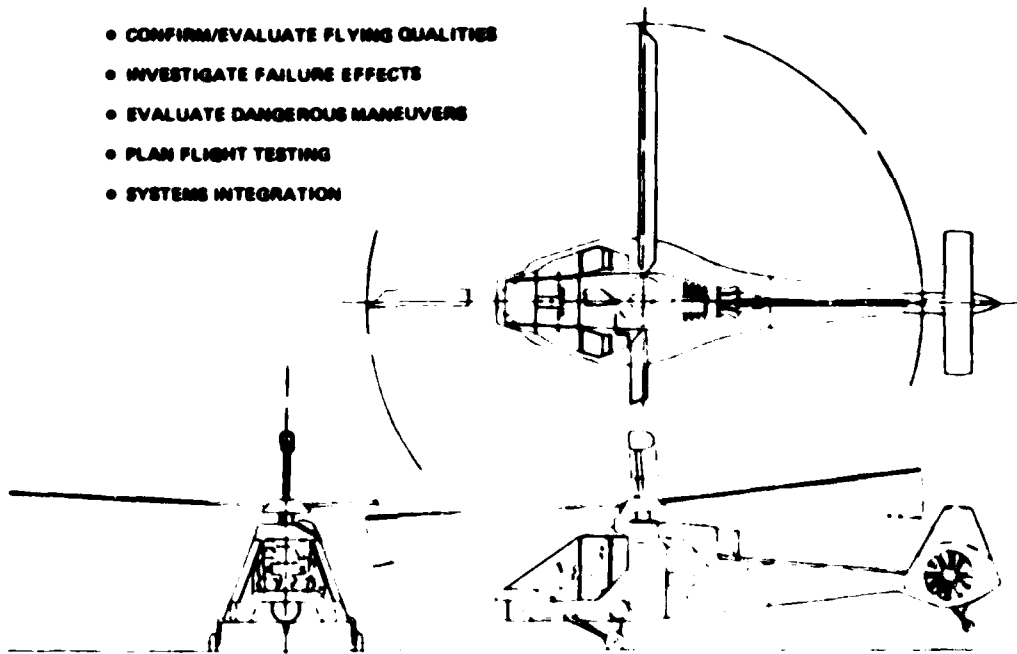 • CONFIRM/EVALUATE FLYING QUALITIES
• INVESTIGATE FAILURE EFFECTS
• EVALUATE DANGEROUS MANEUVERS
• PLAN FLIGHT TESTING
• SYSTEMS INTEGRATION